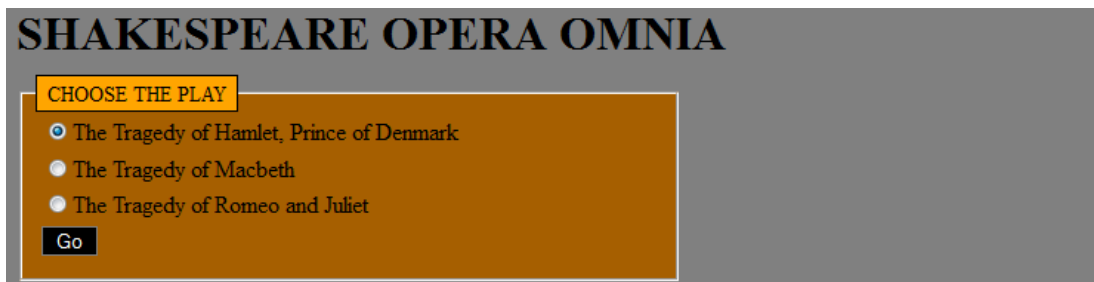 SHAKESPEARE OPERA OMNIA
CHOOSE THE PLAY
The Tragedy of Hamlet, Prince of Denmark
The Tragedy of Macbeth
The Tragedy of Romeo and Juliet
Go